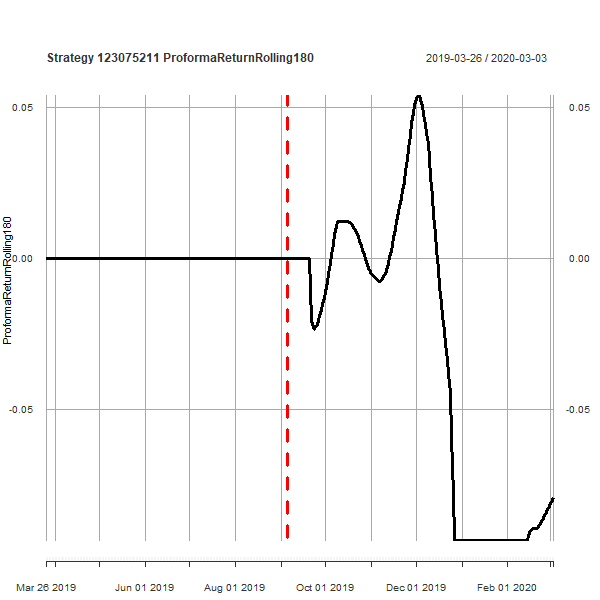 Strategy 123075211 ProformaReturnRolling180
2019-03-26 / 2020-03-03
0.05
0.05
0.00
0.00
-0.05
-0.05
ProformaReturnRolling180
Mar 26 2019
Jun 01 2019
Aug 01 2019
Oct 01 2019
Dec 01 2019
Feb 01 2020